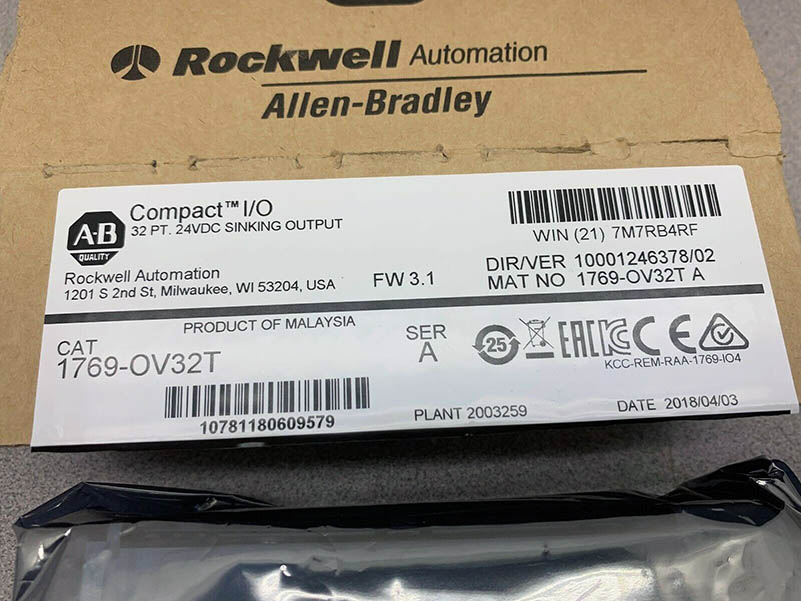 Rockwell Automation
Allen-Bradley
A-B
QUALITY
Compact™ I/O
32 PT. 24VDC SINKING OUTPUT
Rockwell Automation
1201 S 2nd St, Milwaukee, WI 53204, USA
FW 3.1
WIN (21) 7M7RB4RF
DIR/VER 10001246378/02
MAT NO 1769-OV32T A
PRODUCT OF MALAYSIA
CAT
1769-OV32T
SER
A
25
EAC
CE
KCC-REM-RAA-1769-IO4
10781180609579
PLANT 2003259
DATE 2018/04/03